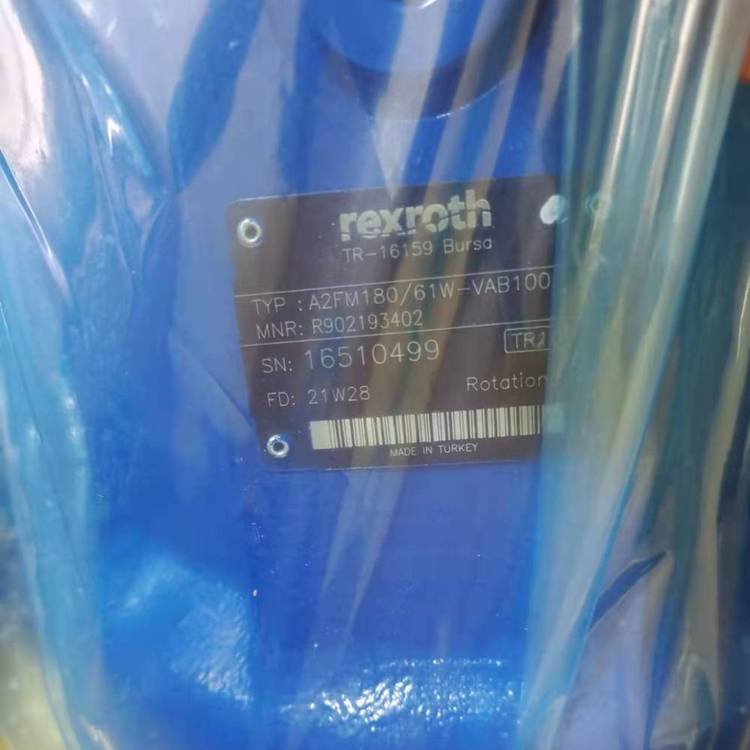 rexroth
TR-16159 Bursa
TYP : A2FM180/61W-VAB100
MNR: R902193402
SN: 16510499
FD: 21W28 Rotation
MADE IN TURKEY